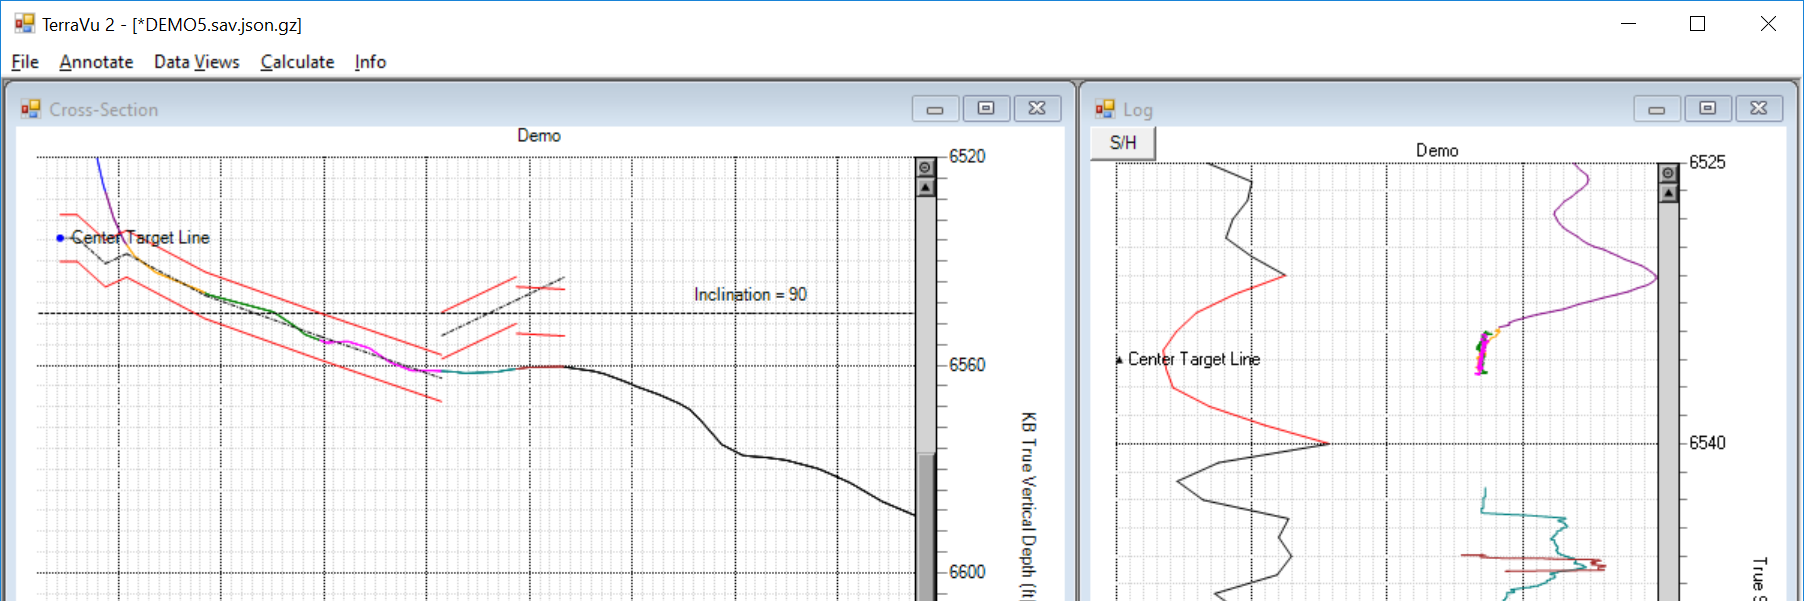 TerraVu 2 - [*DEMO5.sav.json.gz]
File Annotate Data Views Calculate Info
Cross-Section
Demo
6520
Center Target Line
Inclination = 90
6560
6600
KB True Vertical Depth (ft
Log
S/H
Demo
6525
Center Target Line
6540
True